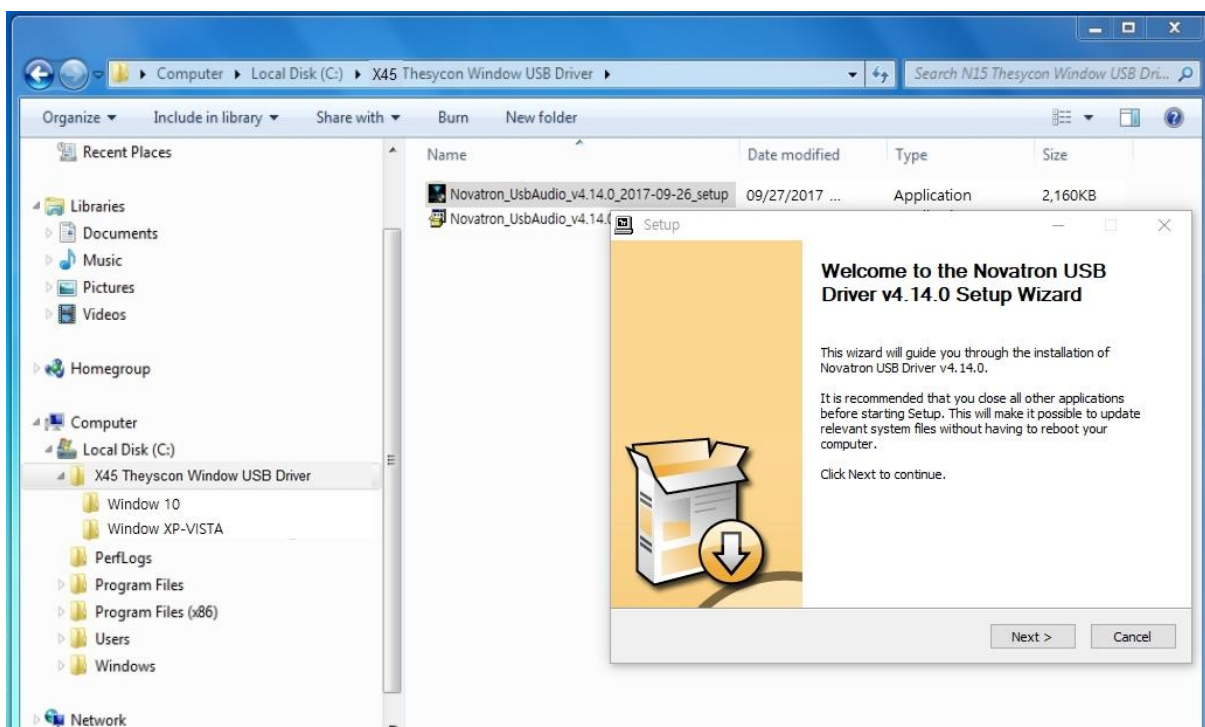 Computer ▸ Local Disk (C:) ▸ X45 Thesycon Window USB Driver ▸
Search N15 Thesycon Window USB Dri...
Organize Include in library Share with Burn New folder
Recent Places
Libraries
Documents
Music
Pictures
Videos
Homegroup
Computer
Local Disk (C:)
X45 Theyscon Window USB Driver
Window 10
Window XP-VISTA
PerfLogs
Program Files
Program Files (x86)
Users
Windows
Network
Name Date modified Type Size
Novatron_UsbAudio_v4.14.0_2017-09-26_setup 09/27/2017 ... Application 2,160KB
Novatron_UsbAudio_v4.14.0
Setup
Welcome to the Novatron USB
Driver v4.14.0 Setup Wizard
This wizard will guide you through the installation of
Novatron USB Driver v4.14.0.
It is recommended that you close all other applications
before starting Setup. This will make it possible to update
relevant system files without having to reboot your
computer.
Click Next to continue.
Next > Cancel